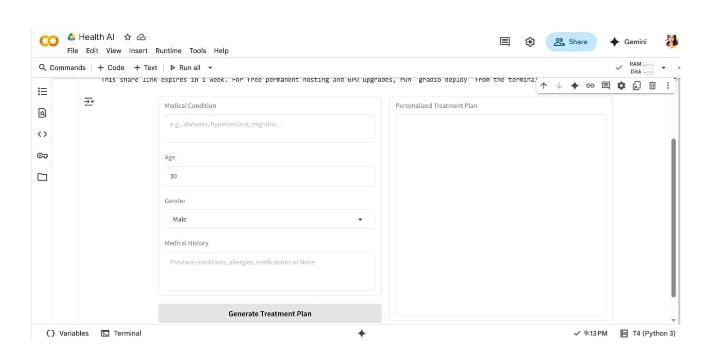 Health AI
Share
Gemini
File Edit View Insert Runtime Tools Help
Commands + Code + Text Run all
RAM
Disk
This share link expires in 1 week. For free permanent hosting and GPU upgrades, run `gradio deploy` from the terminal
Medical Condition
e.g., diabetes, hypertension, migraine...
Age
30
Gender
Male
Medical History
Previous conditions, allergies, medications or None
Generate Treatment Plan
Personalized Treatment Plan
Variables Terminal
9:13 PM
T4 (Python 3)